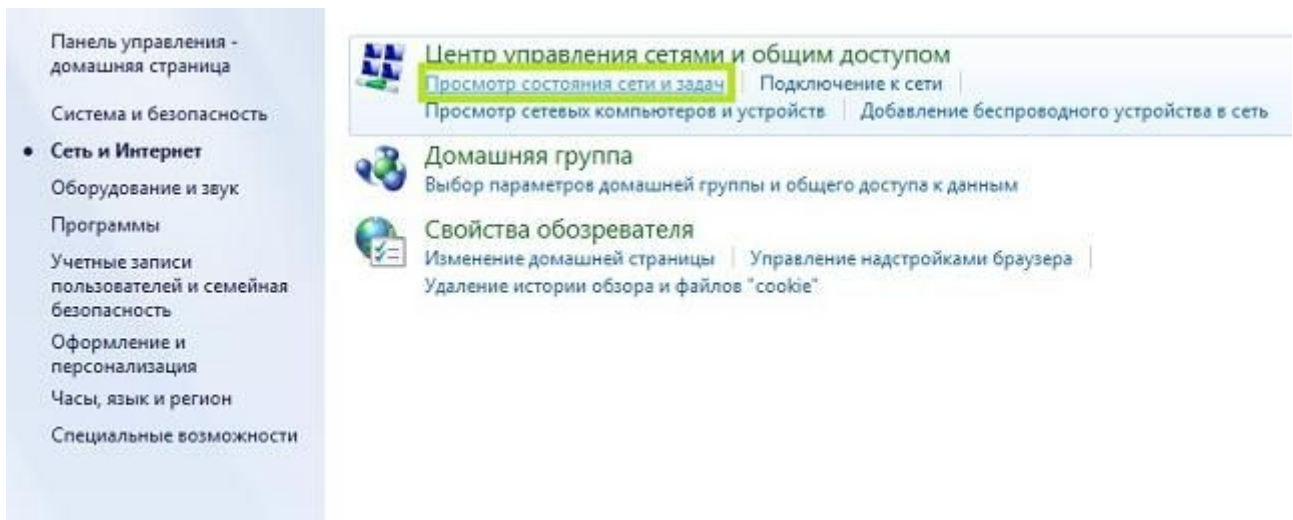 Панель управления -
домашняя страница
Система и безопасность
Сеть и Интернет
Оборудование и звук
Программы
Учетные записи
пользователей и семейная
безопасность
Оформление и
персонализация
Часы, язык и регион
Специальные возможности
Центр управления сетями и общим доступом
Просмотр состояния сети и задач Подключение к сети
Просмотр сетевых компьютеров и устройств Добавление беспроводного устройства в сеть
Домашняя группа
Выбор параметров домашней группы и общего доступа к данным
Свойства обозревателя
Изменение домашней страницы Управление надстройками браузера
Удаление истории обзора и файлов "cookie"